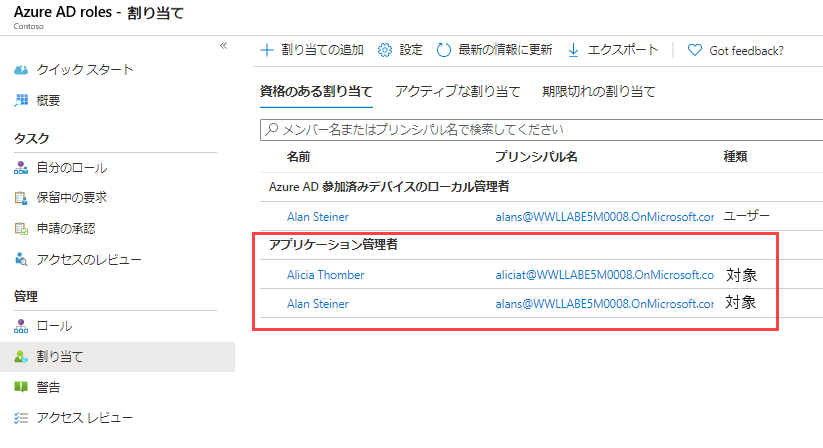 Azure AD roles - 割り当て
Contoso
«
クイック スタート
概要
タスク
自分のロール
保留中の要求
申請の承認
アクセスのレビュー
管理
ロール
割り当て
警告
アクセス レビュー
割り当ての追加 設定 最新の情報に更新 エクスポート Got feedback?
資格のある割り当て アクティブな割り当て 期限切れの割り当て
メンバー名またはプリンシパル名で検索してください
名前 プリンシパル名 種類
Azure AD 参加済みデバイスのローカル管理者
Alan Steiner alans@WWLLABE5M0008.OnMicrosoft.cor ユーザー
アプリケーション管理者
Alicia Thomber aliciat@WWLLABE5M0008.OnMicrosoft.co 対象
Alan Steiner alans@WWLLABE5M0008.OnMicrosoft.cor 対象